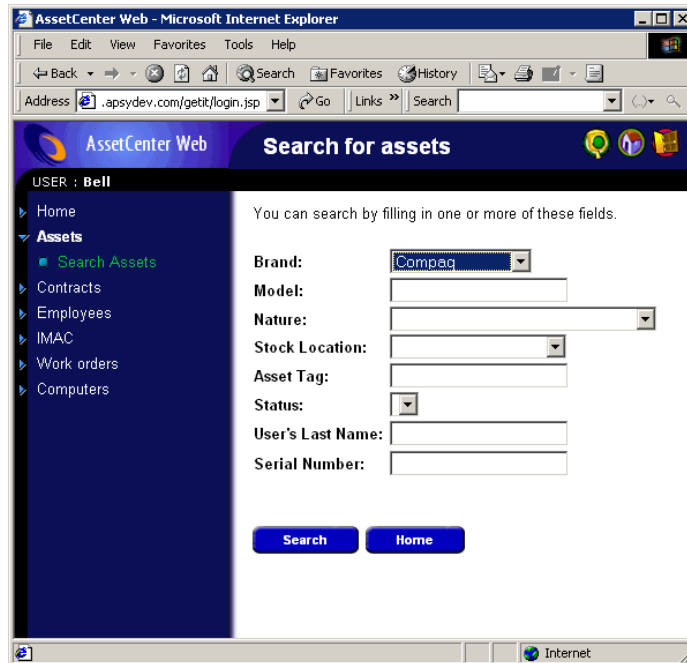 AssetCenter Web - Microsoft Internet Explorer
File Edit View Favorites Tools Help
Back Search Favorites History
Address .apsydev.com/getit/login.jsp Go Links » Search
AssetCenter Web Search for assets
USER : Bell
Home
Assets
Search Assets
Contracts
Employees
IMAC
Work orders
Computers
You can search by filling in one or more of these fields.
Brand: Compaq
Model:
Nature:
Stock Location:
Asset Tag:
Status:
User's Last Name:
Serial Number:
Search Home
Internet